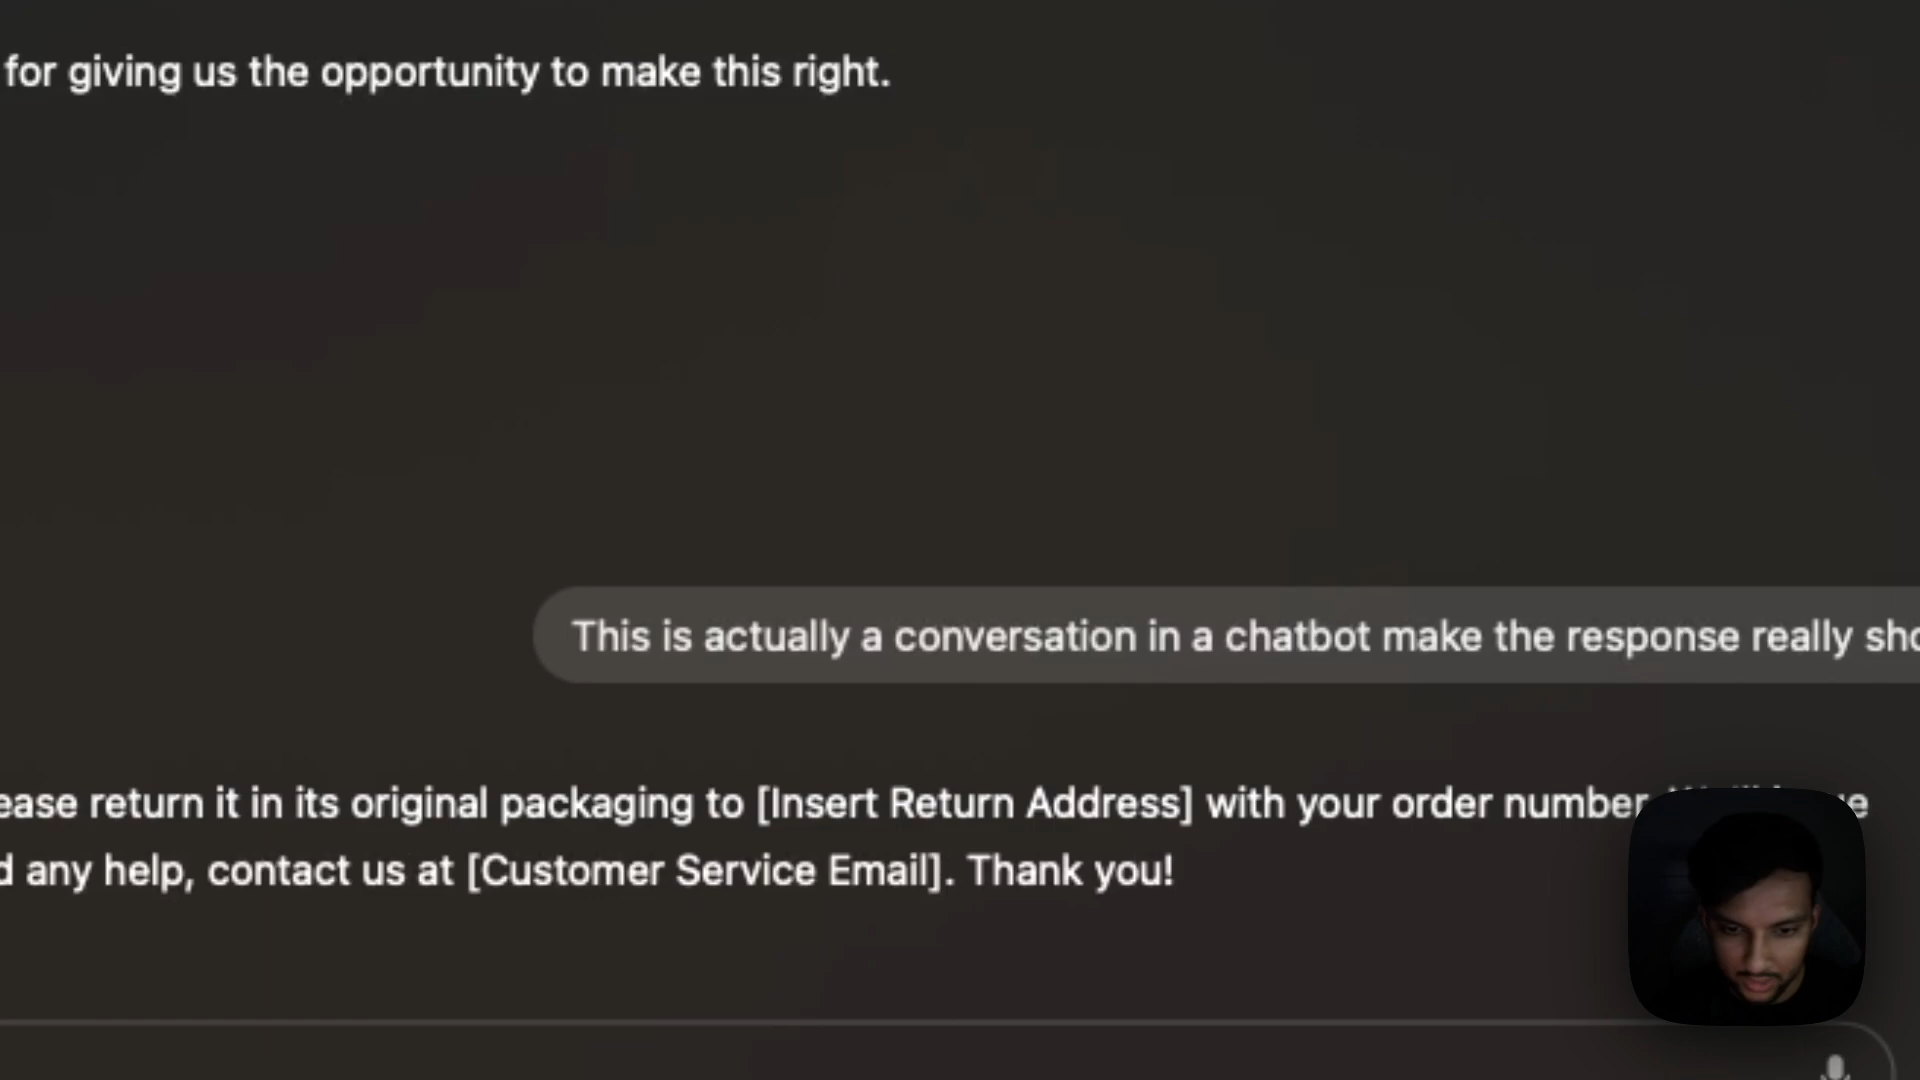 for giving us the opportunity to make this right.
This is actually a conversation in a chatbot make the response really
return it in its original packaging to [Insert Return Address] with your order number
any help, contact us at [Customer Service Email]. Thank you!